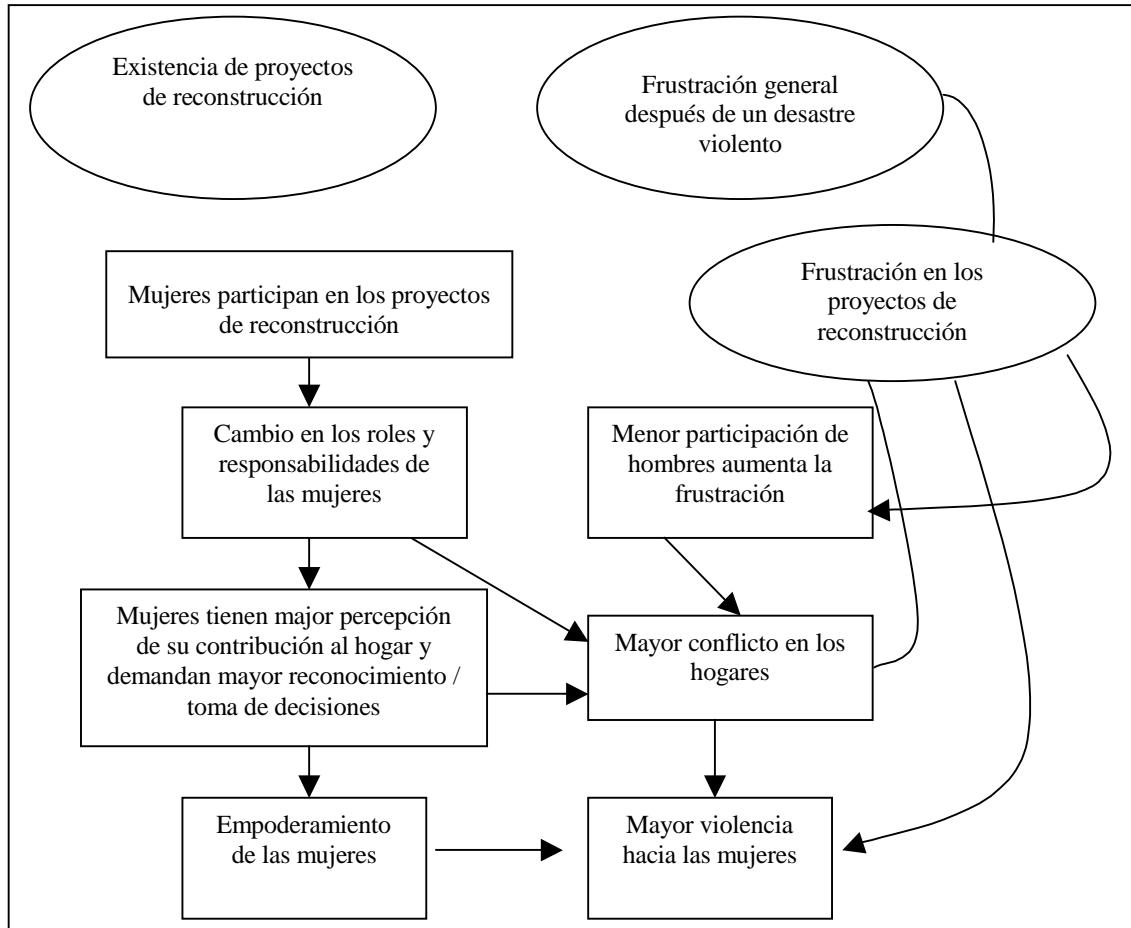 Existencia de proyectos
de reconstrucción
Frustración general
después de un desastre
violento
Frustración en los
proyectos de
reconstrucción
Mujeres participan en los proyectos
de reconstrucción
Cambio en los roles y
responsabilidades de
las mujeres
Menor participación de
hombres aumenta la
frustración
Mujeres tienen major percepción
de su contribución al hogar y
demandan mayor reconocimiento /
toma de decisiones
Mayor conflicto en los
hogares
Empoderamiento
de las mujeres
Mayor violencia
hacia las mujeres